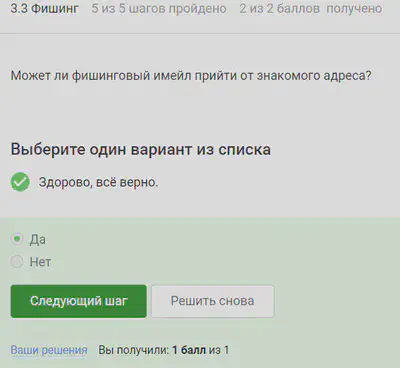 3.3 Фишинг 5 из 5 шагов пройдено 2 из 2 баллов получено
Может ли фишинговый имейл прийти от знакомого адреса?
Выберите один вариант из списка
Здорово, всё верно.
Да
Нет
Следующий шаг Решить снова
Ваши решения Вы получили: 1 балл из 1